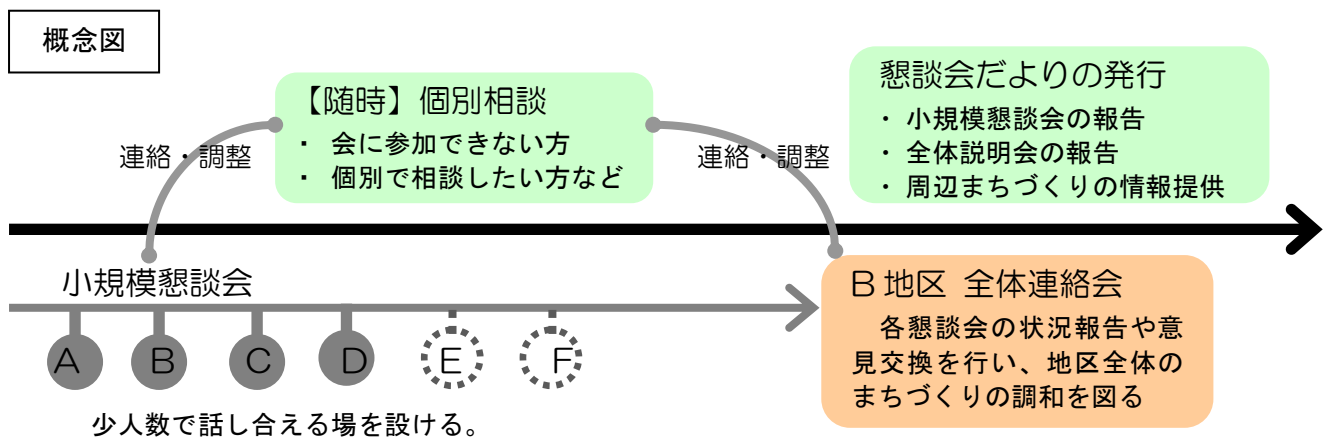 概念図
【随時】個別相談
・ 会に参加できない方
・ 個別で相談したい方など
連絡・調整
連絡・調整
懇談会だよりの発行
・ 小規模懇談会の報告
・ 全体説明会の報告
・ 周辺まちづくりの情報提供
小規模懇談会
A B C D E F
少人数で話し合える場を設ける。
B地区 全体連絡会
各懇談会の状況報告や意
見交換を行い、地区全体の
まちづくりの調和を図る